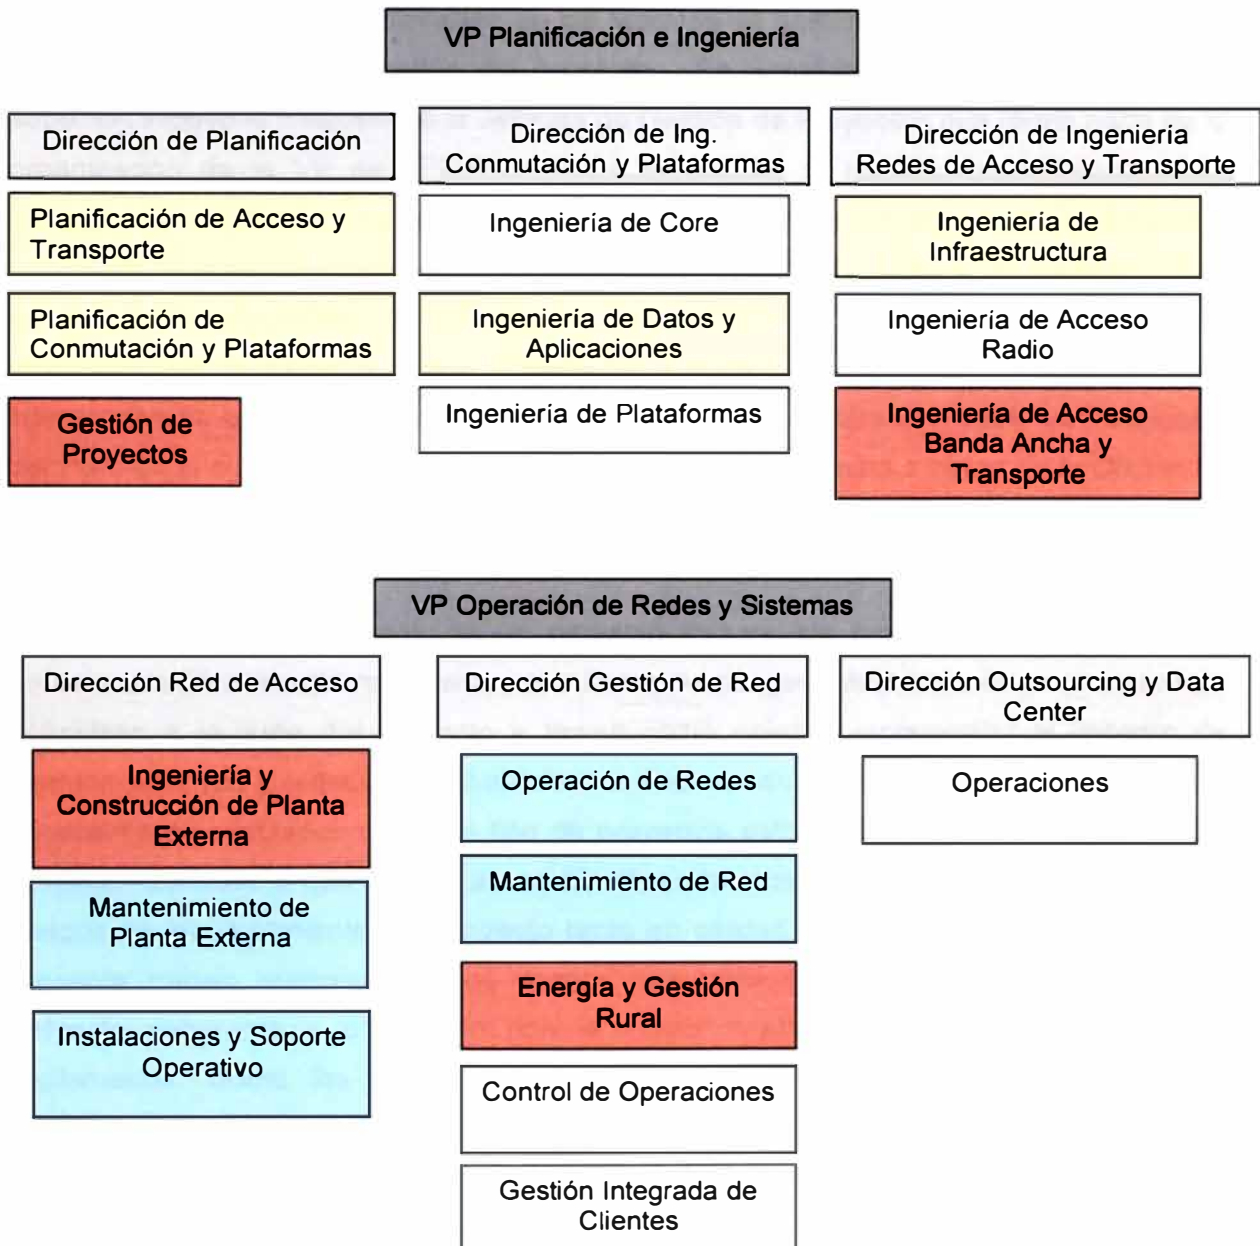 VP Planificación e Ingeniería
Dirección de Planificación
Planificación de Acceso y
Transporte
Planificación de
Conmutación y Plataformas
Gestión de
Proyectos
Dirección de Ing.
Conmutación y Plataformas
Ingeniería de Core
Ingeniería de Datos y
Aplicaciones
Ingeniería de Plataformas
Dirección de Ingeniería
Redes de Acceso y Transporte
Ingeniería de
Infraestructura
Ingeniería de Acceso
Radio
Ingeniería de Acceso
Banda Ancha y
Transporte
VP Operación de Redes y Sistemas
Dirección Red de Acceso
Ingeniería y
Construcción de Planta
Externa
Mantenimiento de
Planta Externa
Instalaciones y Soporte
Operativo
Dirección Gestión de Red
Operación de Redes
Mantenimiento de Red
Energía y Gestión
Rural
Control de Operaciones
Gestión Integrada de
Clientes
Dirección Outsourcing y Data
Center
Operaciones